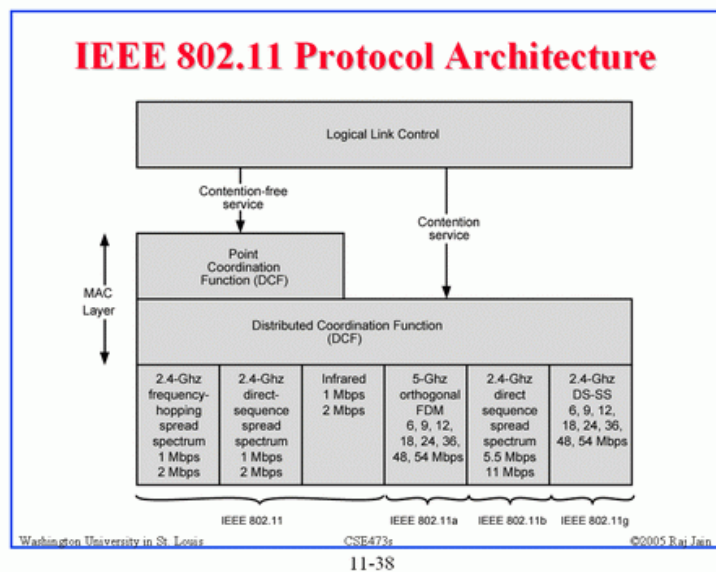 IEEE 802.11 Protocol Architecture
Logical Link Control
Contention-free
service
Contention
service
Point
Coordination
Function (DCF)
MAC
Layer
Distributed Coordination Function
(DCF)
2.4-Ghz
frequency-
hopping
spread
spectrum
1 Mbps
2 Mbps
2.4-Ghz
direct-
sequence
spread
spectrum
1 Mbps
2 Mbps
Infrared
1 Mbps
2 Mbps
5-Ghz
orthogonal
FDM
6, 9, 12,
18, 24, 36,
48, 54 Mbps
2.4-Ghz
direct
sequence
spread
spectrum
5.5 Mbps
11 Mbps
2.4-Ghz
DS-SS
6, 9, 12,
18, 24, 36,
48, 54 Mbps
IEEE 802.11
IEEE 802.11a
IEEE 802.11b
IEEE 802.11g
Washington University in St. Louis
CSE473s
©2005 Raj Jain
11-38